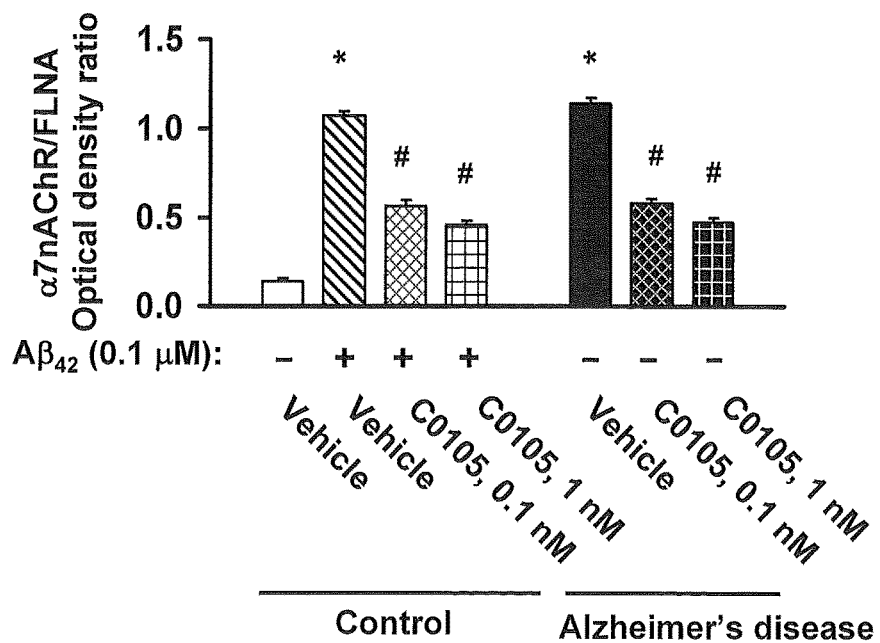 α7nAChR/FLNA
Optical density ratio
1.5
1.0
0.5
0.0
* # # * # #
Aβ₄₂ (0.1 μM): – + + + – – –
Vehicle
Vehicle
C0105, 0.1 nM
C0105, 1 nM
Vehicle
C0105, 0.1 nM
C0105, 1 nM
Control
Alzheimer's disease